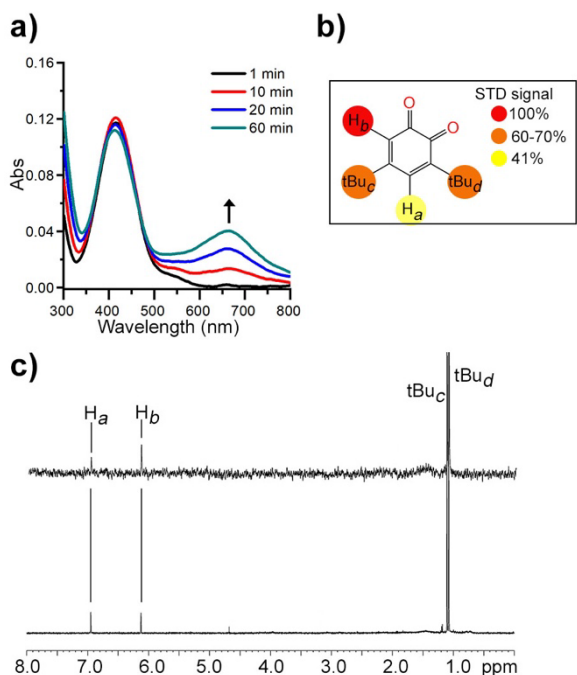 a)
0.16
0.12
0.08
0.04
0.00
Abs
1 min
10 min
20 min
60 min
300 400 500 600 700 800
Wavelength (nm)
b)
STD signal
100%
60-70%
41%
O
O
Hb
tBuc
tBud
Ha
c)
Ha
Hb
tBuc
tBud
8.0 7.0 6.0 5.0 4.0 3.0 2.0 1.0 ppm